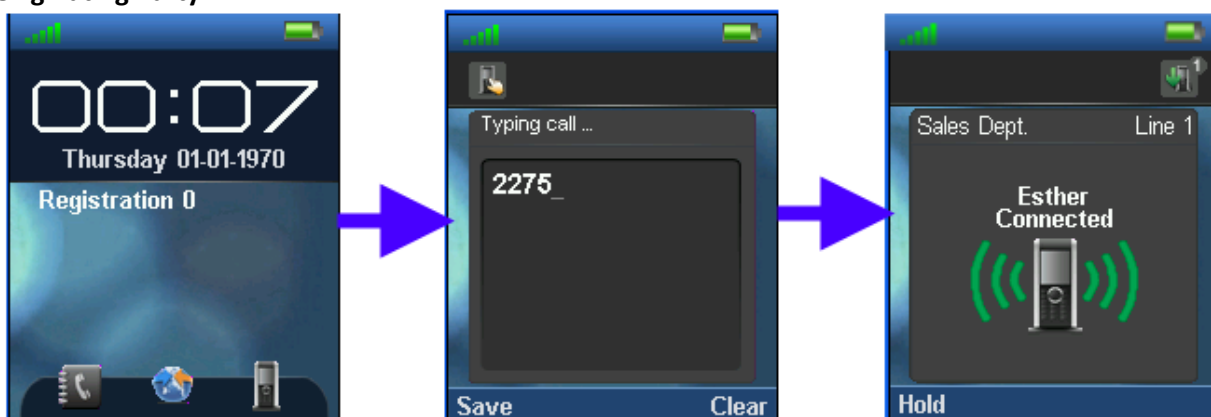 00:07
Thursday 01-01-1970
Registration 0
Typing call ...
2275_
Save Clear
1
Sales Dept. Line 1
Esther
Connected
Hold